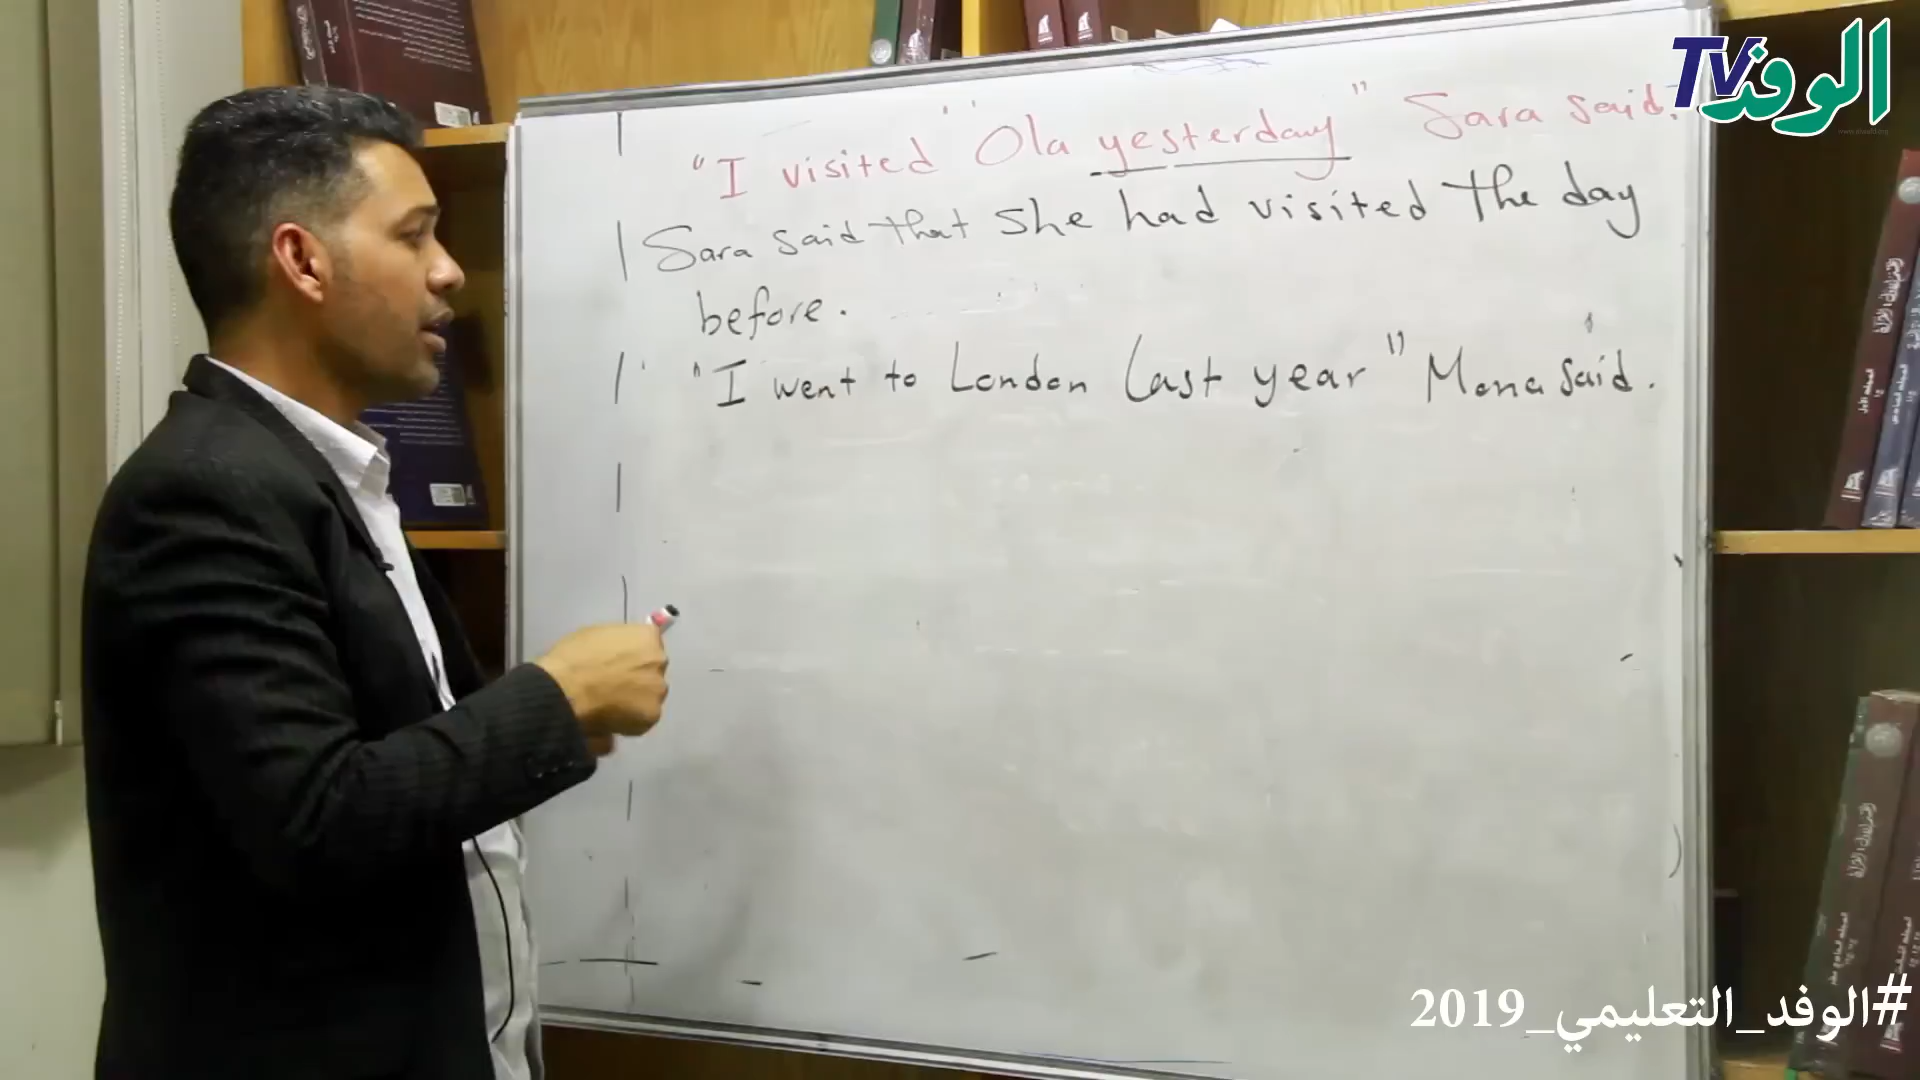 TV الوفد
"I visited Ola yesterday" Sara said.
Sara said that she had visited the day
before.
"I went to London last year" Mona said.
#الوفد_التعليمي_2019